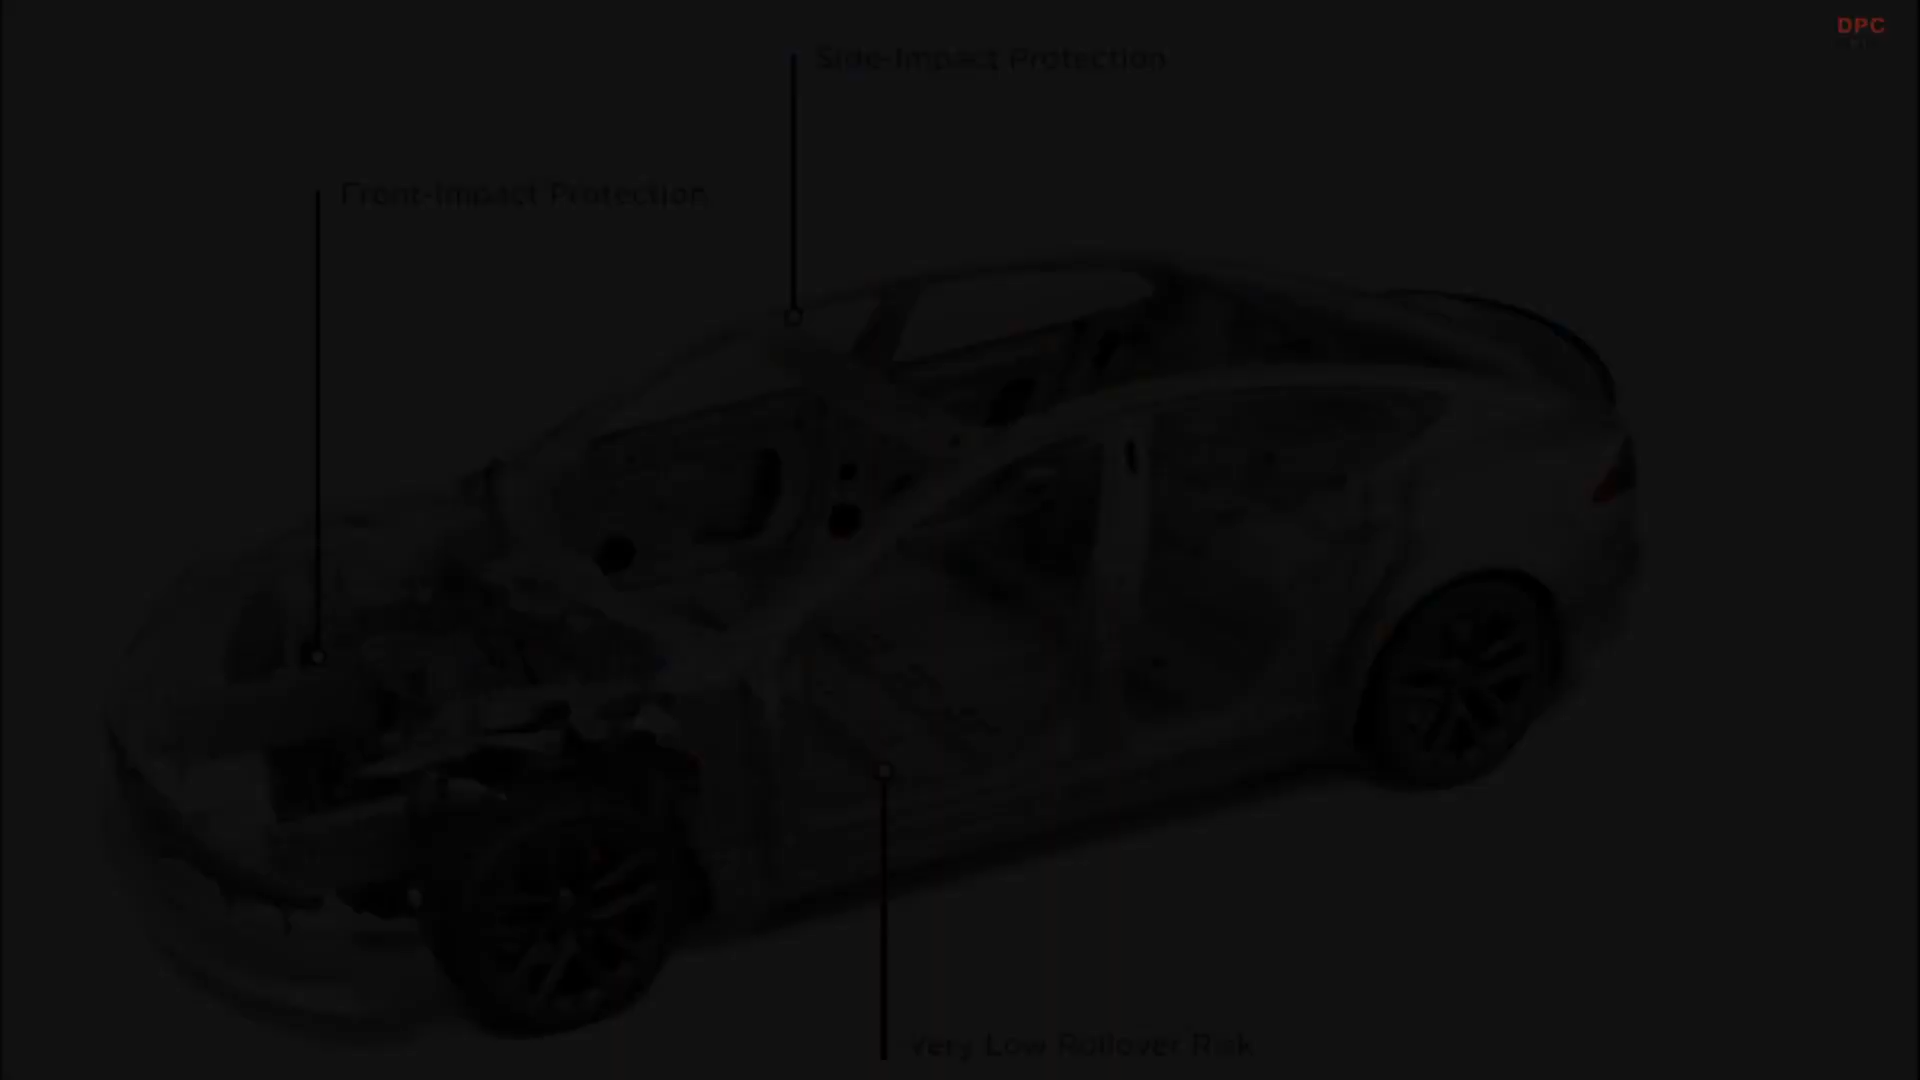 DPC
Side-Impact Protection
Front-Impact Protection
Very Low Rollover Risk